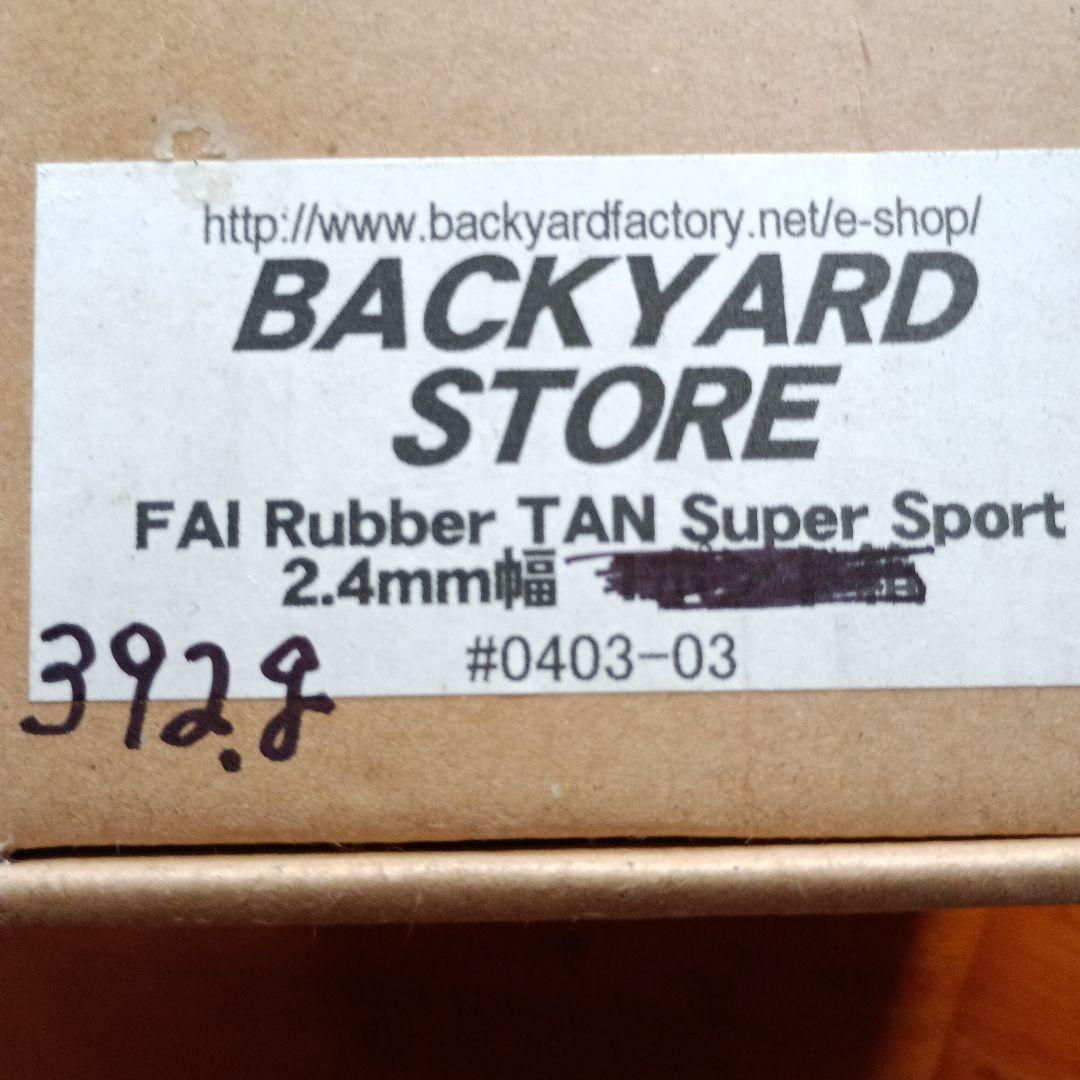 http://www.backyardfactory.net/e-shop/
BACKYARD
STORE
FAI Rubber TAN Super Sport
2.4mm幅
#0403-03
392.g